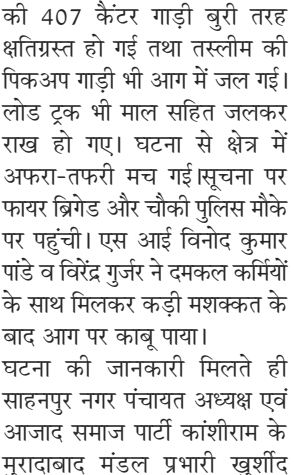 की 407 कैंटर गाड़ी बुरी तरह
क्षतिग्रस्त हो गई तथा तस्लीम की
पिकअप गाड़ी भी आग में जल गई।
लोड ट्रक भी माल सहित जलकर
राख हो गए। घटना से क्षेत्र में
अफरा-तफरी मच गई।सूचना पर
फायर ब्रिगेड और चौकी पुलिस मौके
पर पहुंची। एस आई विनोद कुमार
पांडे व विरेंद्र गुर्जर ने दमकल कर्मियों
के साथ मिलकर कड़ी मशक्कत के
बाद आग पर काबू पाया।
घटना की जानकारी मिलते ही
साहनपुर नगर पंचायत अध्यक्ष एवं
आजाद समाज पार्टी कांशीराम के
मुरादाबाद मंडल प्रभारी खुर्शीद